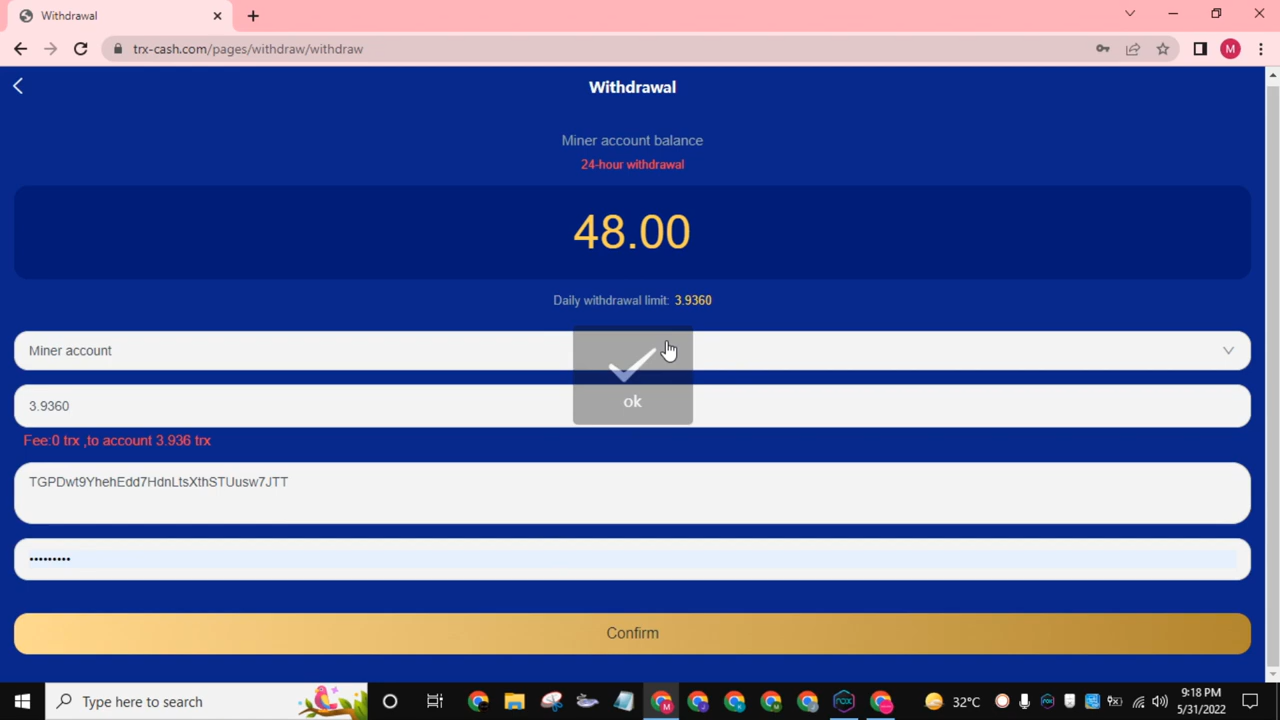 Withdrawal
trx-cash.com/pages/withdraw/withdraw
M
Withdrawal
Miner account balance
24-hour withdrawal
48.00
Daily withdrawal limit: 3.9360
Miner account
3.9360
ok
Fee:0 trx ,to account 3.936 trx
TGPDwt9YhehEdd7HdnLtsXthSTUusw7JTT
•••••••••
Confirm
Type here to search
32°C
9:18 PM
5/31/2022